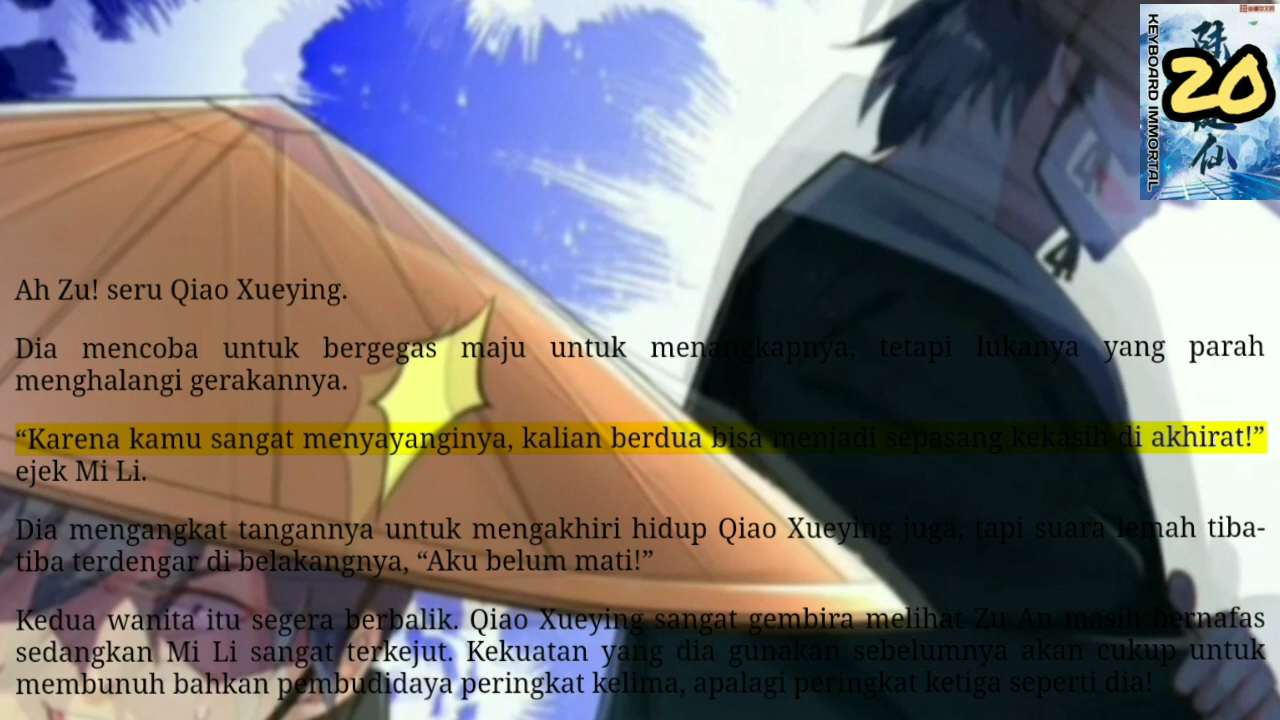 KEYBOARD IMMORTAL
20
仙
Ah Zu! seru Qiao Xueying.
Dia mencoba untuk bergegas maju untuk menangkapnya, tetapi lukanya yang parah
menghalangi gerakannya.
“Karena kamu sangat menyayanginya, kalian berdua bisa menjadi sepasang kekasih di akhirat!”
ejek Mi Li.
Dia mengangkat tangannya untuk mengakhiri hidup Qiao Xueying juga, tapi suara lemah tiba-
tiba terdengar di belakangnya, “Aku belum mati!”
Kedua wanita itu segera berbalik. Qiao Xueying sangat gembira melihat Zu An masih bernafas
sedangkan Mi Li sangat terkejut. Kekuatan yang dia gunakan sebelumnya akan cukup untuk
membunuh bahkan pembudidaya peringkat kelima, apalagi peringkat ketiga seperti dia!